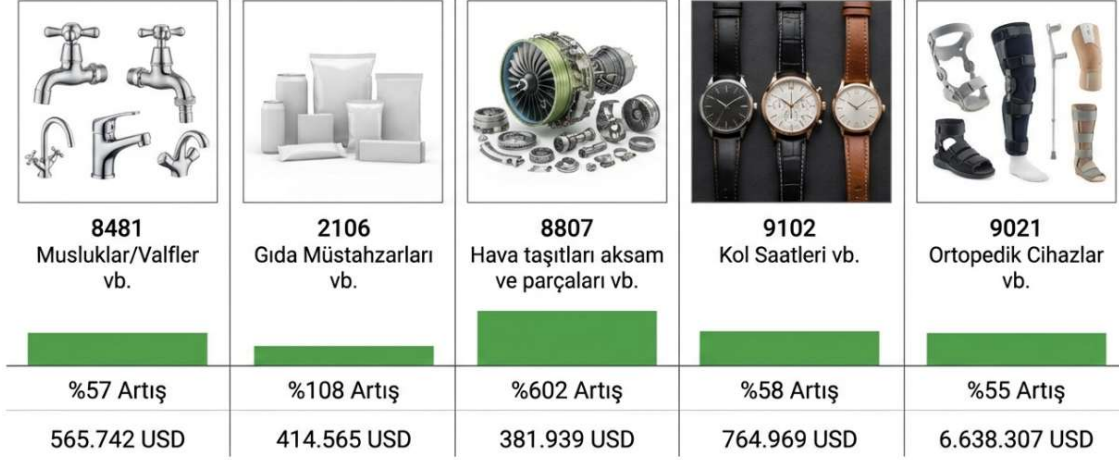 8481
Musluklar/Valfler
vb.
%57 Artış
565.742 USD
2106
Gıda Müstahzarları
vb.
%108 Artış
414.565 USD
8807
Hava taşıtları aksam
ve parçaları vb.
%602 Artış
381.939 USD
9102
Kol Saatleri vb.
%58 Artış
764.969 USD
9021
Ortopedik Cihazlar
vb.
%55 Artış
6.638.307 USD